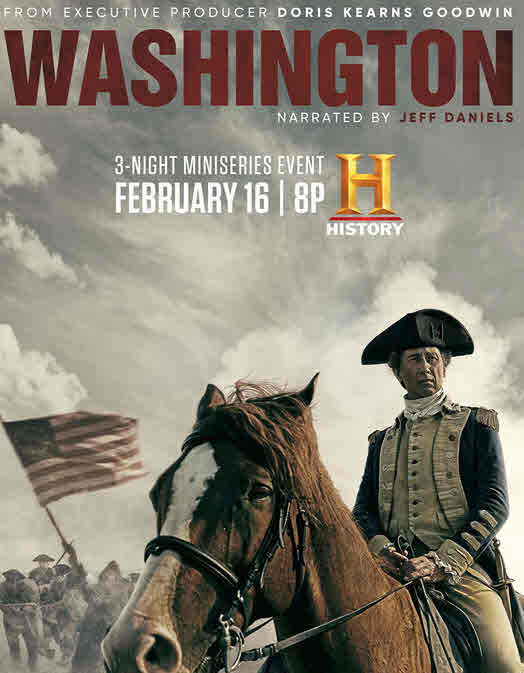 FROM EXECUTIVE PRODUCER DORIS KEARNS GOODWIN
WASHINGTON
NARRATED BY JEFF DANIELS
3-NIGHT MINISERIES EVENT
FEBRUARY 16 | 8P
H
HISTORY